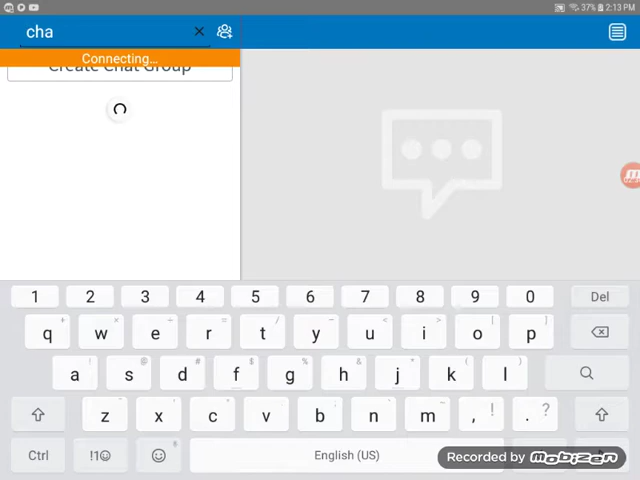 37% 2:13 PM
cha
Connecting...
Create Chat Group
1 2 3 4 5 6 7 8 9 0 Del
q w e r t y u i o p
a s d f g h j k l
z x c v b n m , ! . ?
Ctrl !1☺ English (US)
Recorded by mobizen